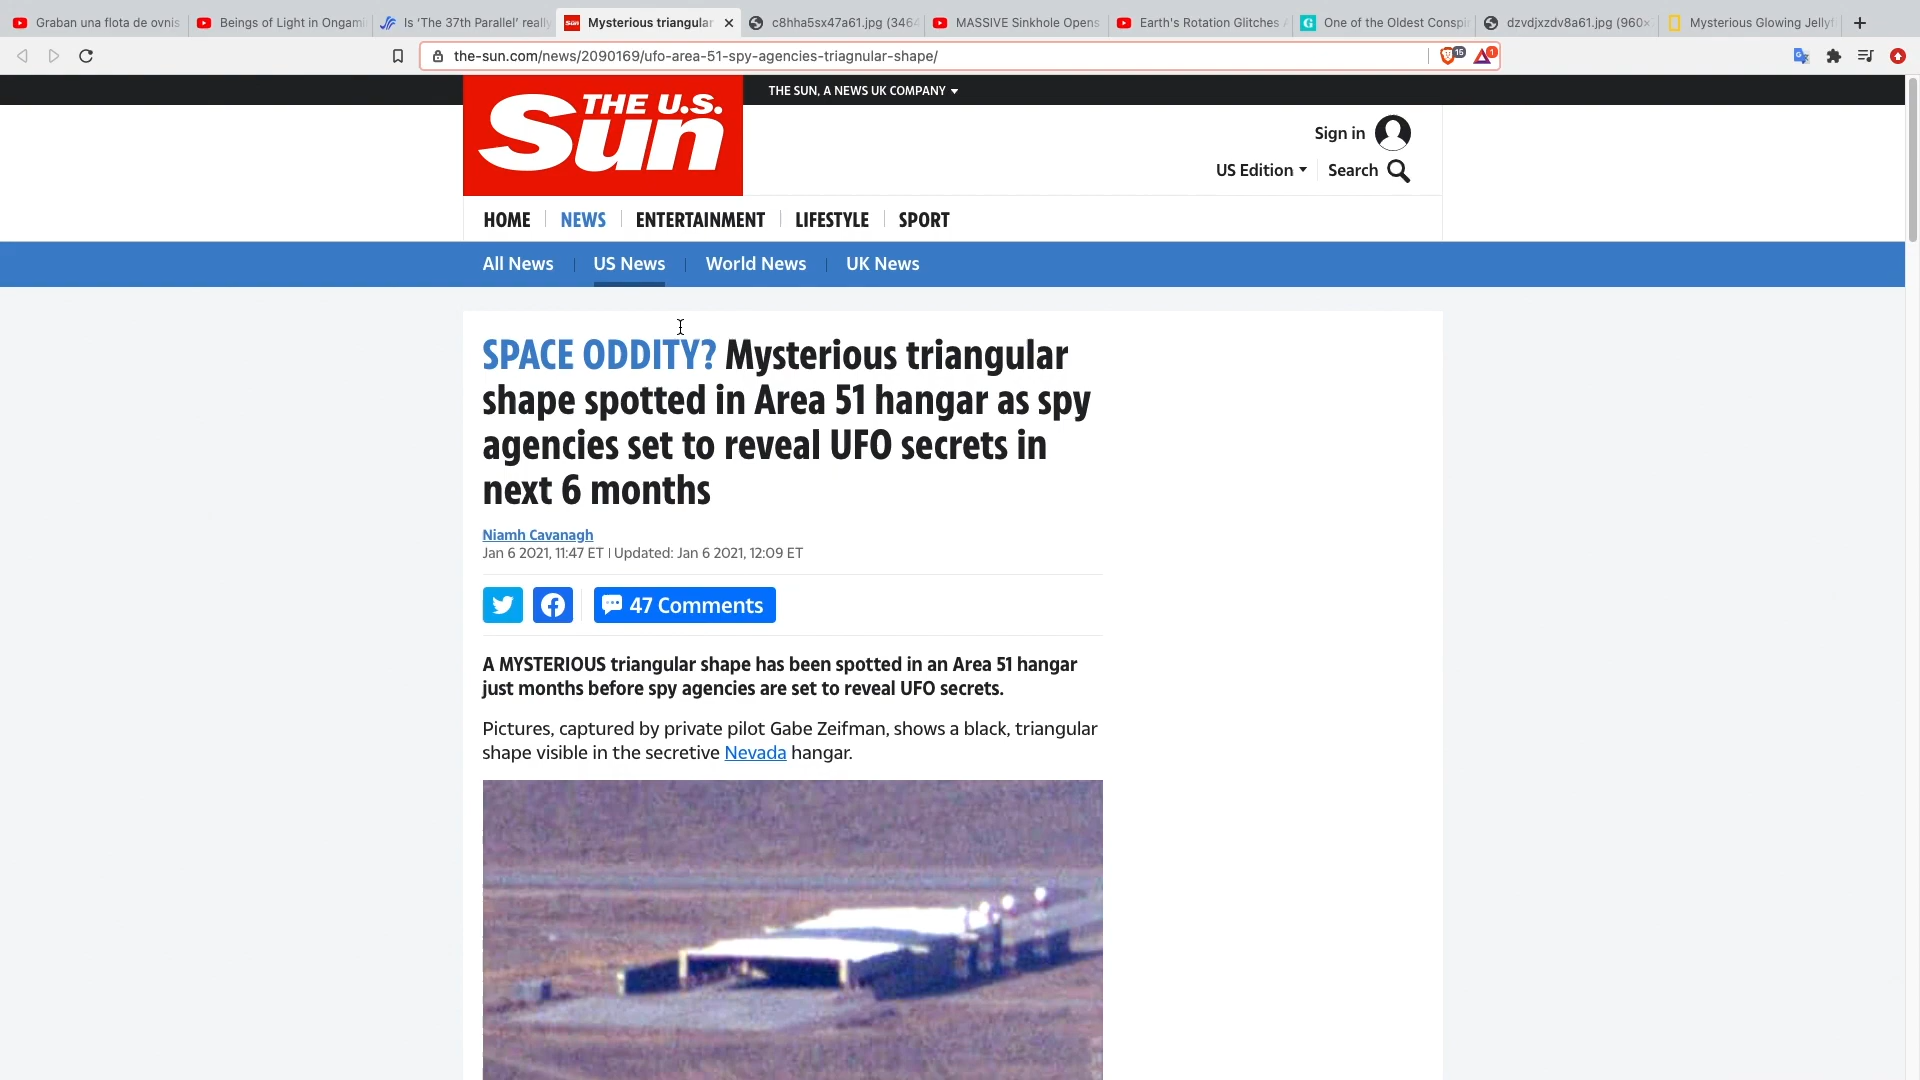 Graban una flota de ovnis
Beings of Light in Ongami
Is ‘The 37th Parallel’ really
Mysterious triangular
c8hha5sx47a61.jpg (3464
MASSIVE Sinkhole Opens
Earth's Rotation Glitches A
One of the Oldest Conspir
dzvdjxzdv8a61.jpg (960×
Mysterious Glowing Jellyf
the-sun.com/news/2090169/ufo-area-51-spy-agencies-triagnular-shape/
15
1
THE SUN, A NEWS UK COMPANY
THE U.S.
Sun
Sign in
US Edition
Search
HOME NEWS ENTERTAINMENT LIFESTYLE SPORT
All News US News World News UK News
SPACE ODDITY? Mysterious triangular
shape spotted in Area 51 hangar as spy
agencies set to reveal UFO secrets in
next 6 months
Niamh Cavanagh
Jan 6 2021, 11:47 ET | Updated: Jan 6 2021, 12:09 ET
47 Comments
A MYSTERIOUS triangular shape has been spotted in an Area 51 hangar
just months before spy agencies are set to reveal UFO secrets.
Pictures, captured by private pilot Gabe Zeifman, shows a black, triangular
shape visible in the secretive Nevada hangar.